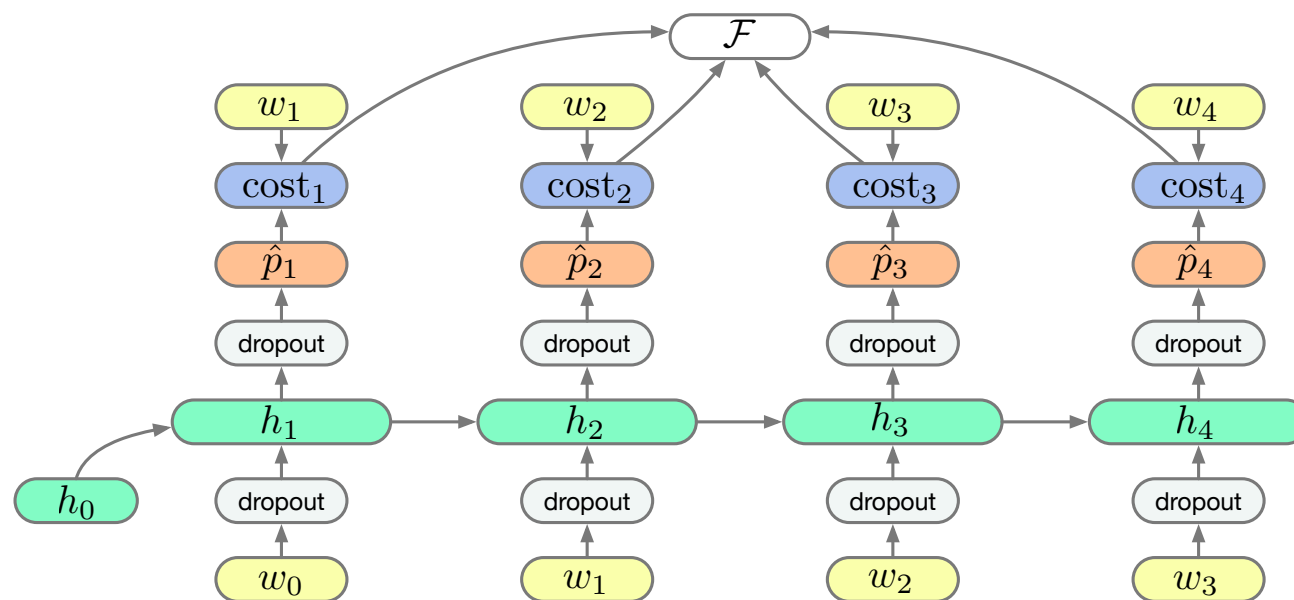 ℱ
w₁ w₂ w₃ w₄
cost₁ cost₂ cost₃ cost₄
p̂₁ p̂₂ p̂₃ p̂₄
dropout dropout dropout dropout
h₁ h₂ h₃ h₄
h₀ dropout dropout dropout dropout
w₀ w₁ w₂ w₃